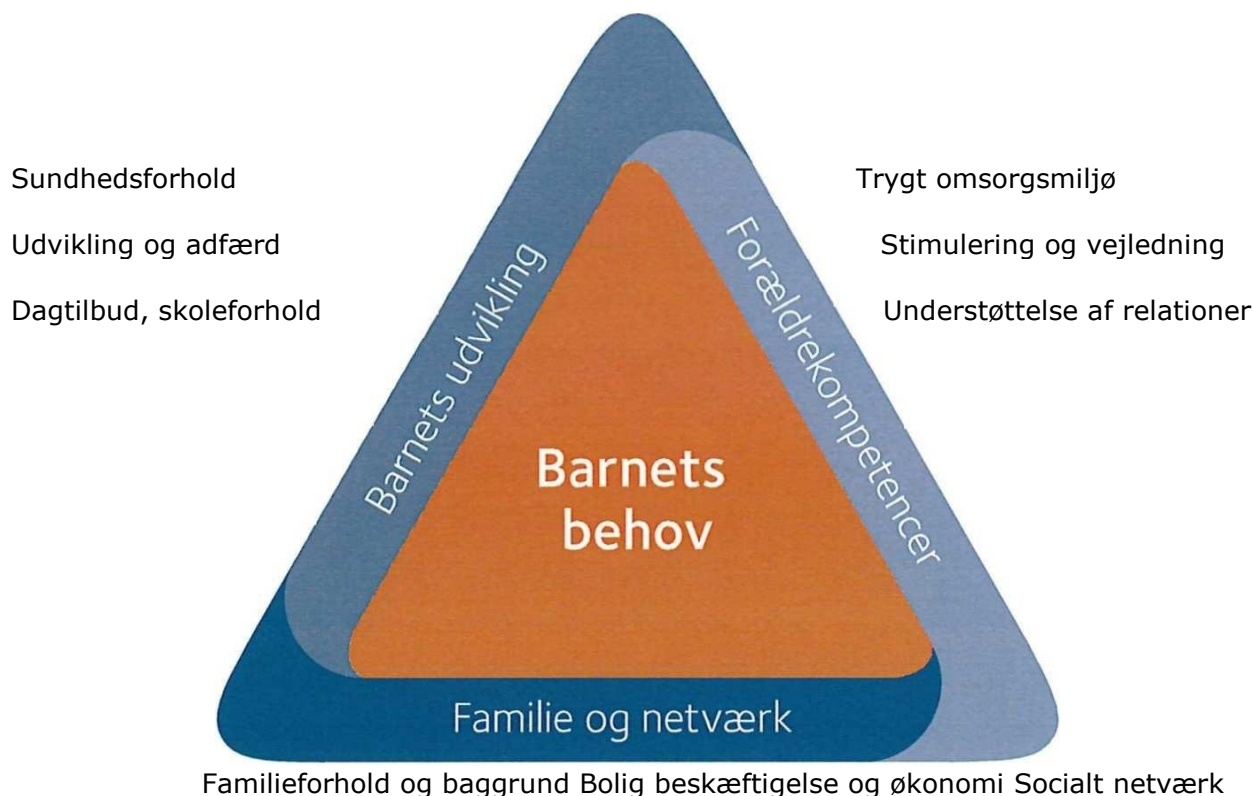 Sundhedsforhold
Udvikling og adfærd
Dagtilbud, skoleforhold
Trygt omsorgsmiljø
Stimulering og vejledning
Understøttelse af relationer
Barnets udvikling
Forældrekompetencer
Barnets
behov
Familie og netværk
Familieforhold og baggrund Bolig beskæftigelse og økonomi Socialt netværk